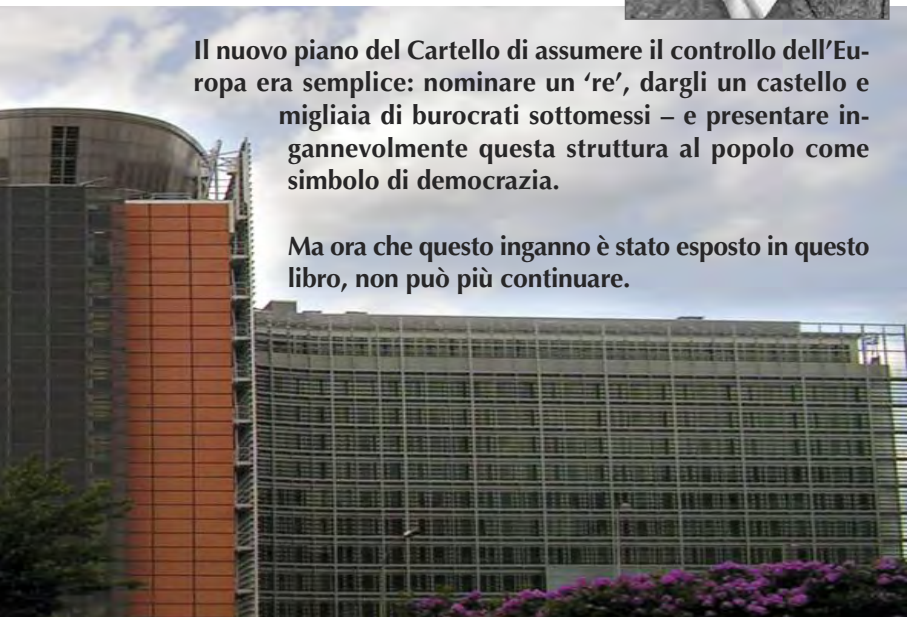 Il nuovo piano del Cartello di assumere il controllo dell’Eu-
ropa era semplice: nominare un ‘re’, dargli un castello e
migliaia di burocrati sottomessi – e presentare in-
gannevolmente questa struttura al popolo come
simbolo di democrazia.
Ma ora che questo inganno è stato esposto in questo
libro, non può più continuare.